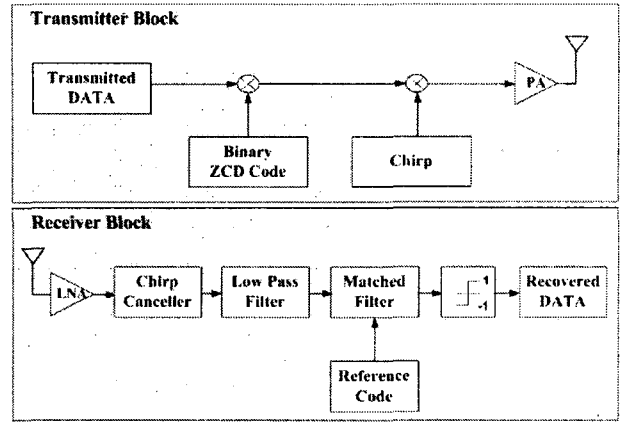 Transmitter Block
Transmitted
DATA
PA
Binary
ZCD Code
Chirp
Receiver Block
LNA
Chirp
Canceller
Low Pass
Filter
Matched
Filter
1
-1
Recovered
DATA
Reference
Code